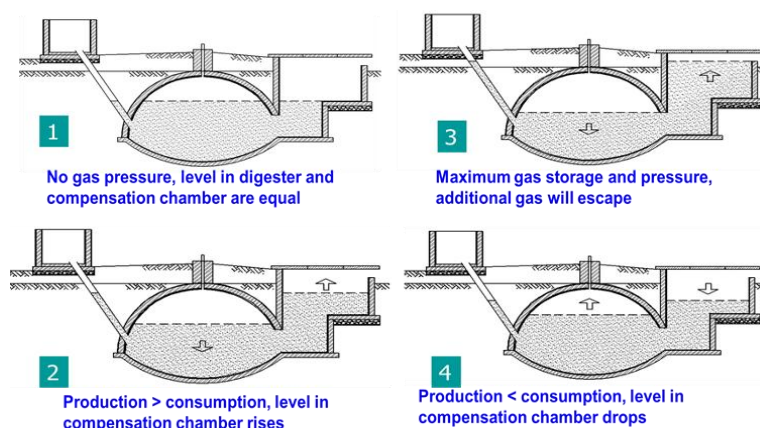 1
No gas pressure, level in digester and
compensation chamber are equal
3
Maximum gas storage and pressure,
additional gas will escape
2
Production > consumption, level in
compensation chamber rises
4
Production < consumption, level in
compensation chamber drops